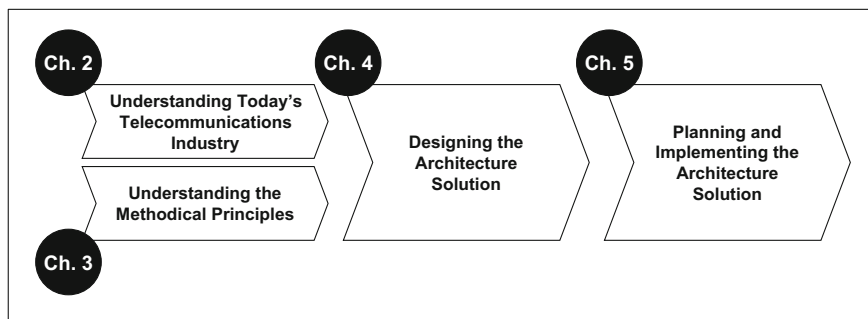 Ch. 2
Understanding Today's
Telecommunications
Industry
Understanding the
Methodical Principles
Ch. 3
Ch. 4
Designing the
Architecture
Solution
Ch. 5
Planning and
Implementing the
Architecture
Solution